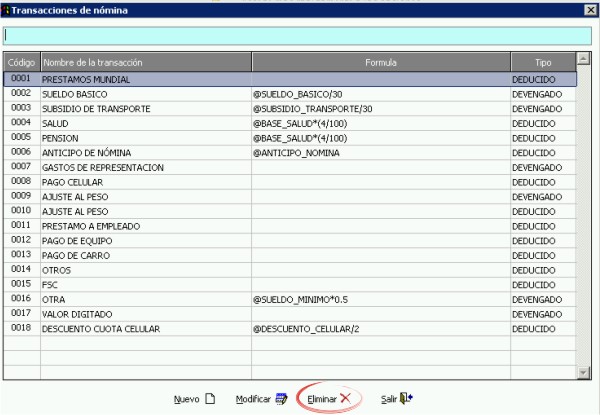 Transacciones de nómina
Código Nombre de la transacción Formula Tipo
0001 PRESTAMOS MUNDIAL DEDUCIDO
0002 SUELDO BASICO @SUELDO_BASICO/30 DEVENGADO
0003 SUBSIDIO DE TRANSPORTE @SUBSIDIO_TRANSPORTE/30 DEVENGADO
0004 SALUD @BASE_SALUD*(4/100) DEDUCIDO
0005 PENSION @BASE_SALUD*(4/100) DEDUCIDO
0006 ANTICIPO DE NÓMINA @ANTICIPO_NOMINA DEDUCIDO
0007 GASTOS DE REPRESENTACION DEVENGADO
0008 PAGO CELULAR DEDUCIDO
0009 AJUSTE AL PESO DEVENGADO
0010 AJUSTE AL PESO DEDUCIDO
0011 PRESTAMO A EMPLEADO DEDUCIDO
0012 PAGO DE EQUIPO DEDUCIDO
0013 PAGO DE CARRO DEDUCIDO
0014 OTROS DEDUCIDO
0015 FSC DEDUCIDO
0016 OTRA @SUELDO_MINIMO*0.5 DEVENGADO
0017 VALOR DIGITADO DEVENGADO
0018 DESCUENTO CUOTA CELULAR @DESCUENTO_CELULAR/2 DEDUCIDO
Nuevo Modificar Eliminar Salir